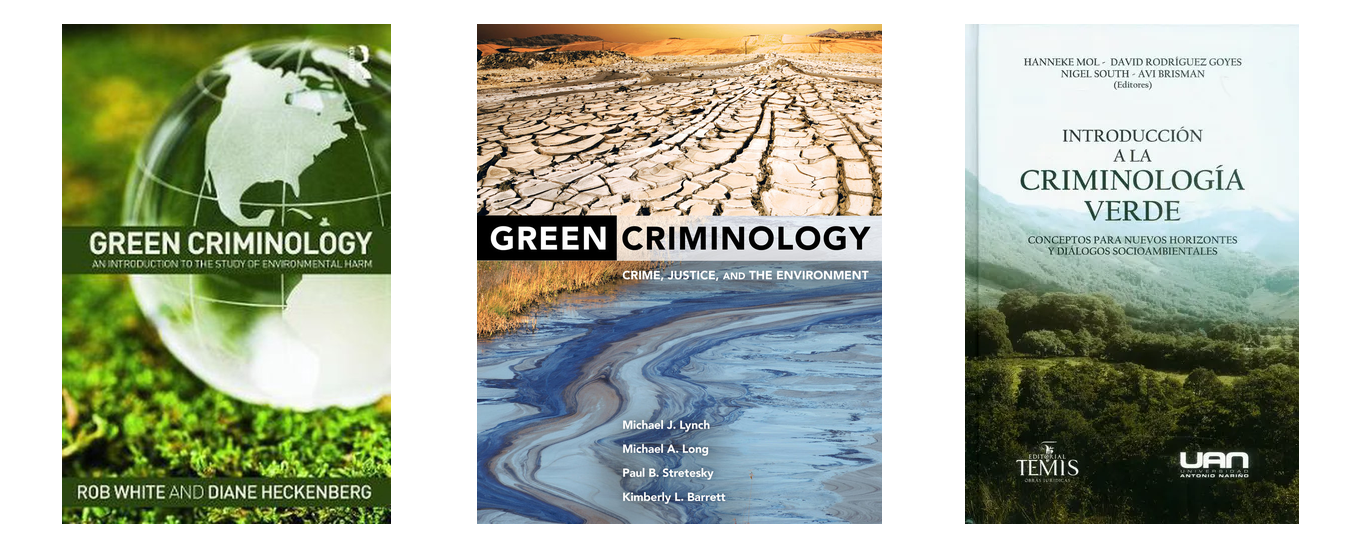 GREEN CRIMINOLOGY
AN INTRODUCTION TO THE STUDY OF ENVIRONMENTAL HARM
ROB WHITE AND DIANE HECKENBERG
GREEN CRIMINOLOGY
CRIME, JUSTICE, AND THE ENVIRONMENT
Michael J. Lynch
Michael A. Long
Paul B. Stretesky
Kimberly L. Barrett
HANNEKE MOL - DAVID RODRÍGUEZ GOYES
NIGEL SOUTH - AVI BRISMAN
(Editores)
INTRODUCCIÓN
A LA
CRIMINOLOGÍA
VERDE
CONCEPTOS PARA NUEVOS HORIZONTES
Y DIÁLOGOS SOCIOAMBIENTALES
EDITORIAL
TEMIS
OBRAS JURÍDICAS
UAN
UNIVERSIDAD
ANTONIO NARIÑO